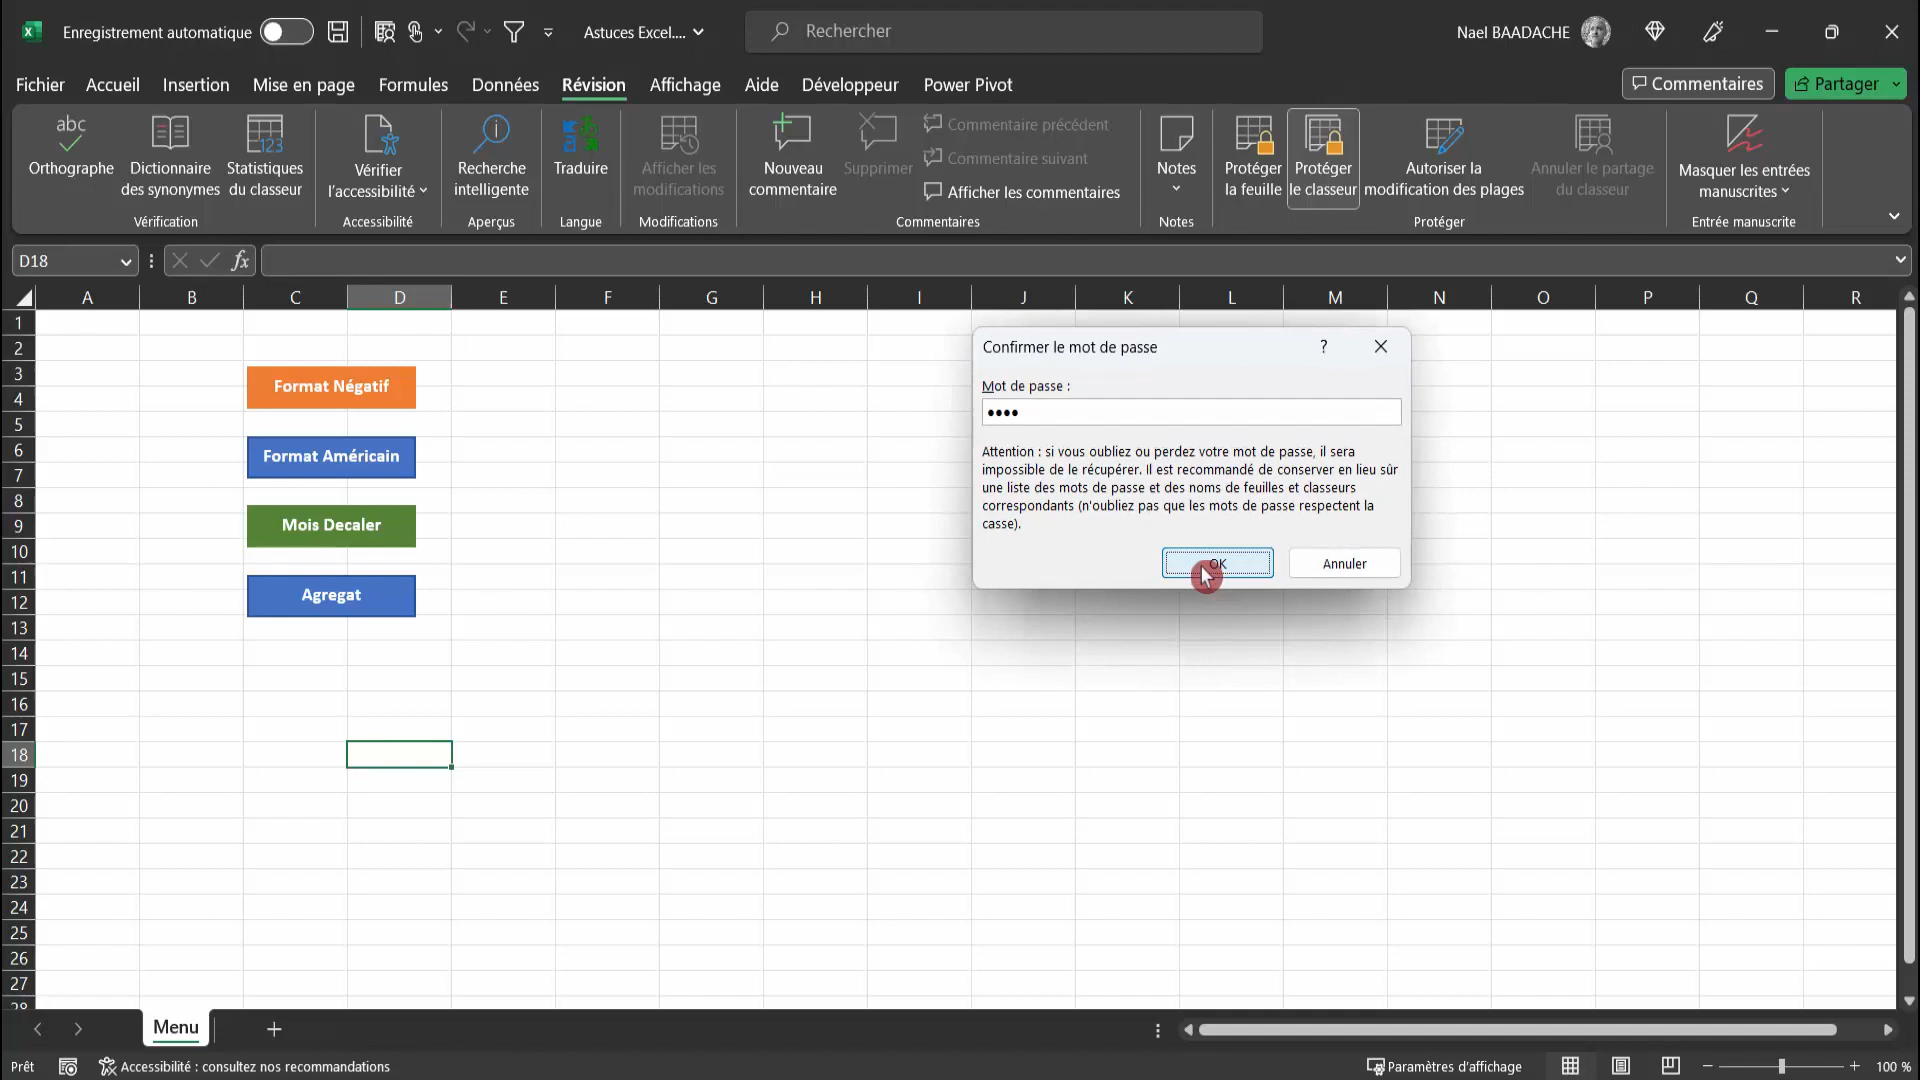 Enregistrement automatique
Astuces Excel....
Rechercher
Nael BAADACHE
Fichier Accueil Insertion Mise en page Formules Données Révision Affichage Aide Développeur Power Pivot
Commentaires
Partager
abc
Orthographe
Dictionnaire
des synonymes
123
Statistiques
du classeur
Vérification
Vérifier
l'accessibilité
Accessibilité
Recherche
intelligente
Aperçus
Traduire
Langue
Afficher les
modifications
Modifications
Nouveau
commentaire
Supprimer
Commentaire précédent
Commentaire suivant
Afficher les commentaires
Commentaires
Notes
Notes
Protéger
la feuille
Protéger
le classeur
Autoriser la
modification des plages
Annuler le partage
du classeur
Protéger
Masquer les entrées
manuscrites
Entrée manuscrite
D18
fx
A B C D E F G H I J K L M N O P Q R
1
2
3
4
5
6
7
8
9
10
11
12
13
14
15
16
17
18
19
20
21
22
23
24
25
26
27
28
Format Négatif
Format Américain
Mois Decaler
Agregat
Confirmer le mot de passe
?
Mot de passe :
••••
Attention : si vous oubliez ou perdez votre mot de passe, il sera
impossible de le récupérer. Il est recommandé de conserver en lieu sûr
une liste des mots de passe et des noms de feuilles et classeurs
correspondants (n'oubliez pas que les mots de passe respectent la
casse).
OK
Annuler
Menu
Prêt
Accessibilité : consultez nos recommandations
Paramètres d'affichage
100 %